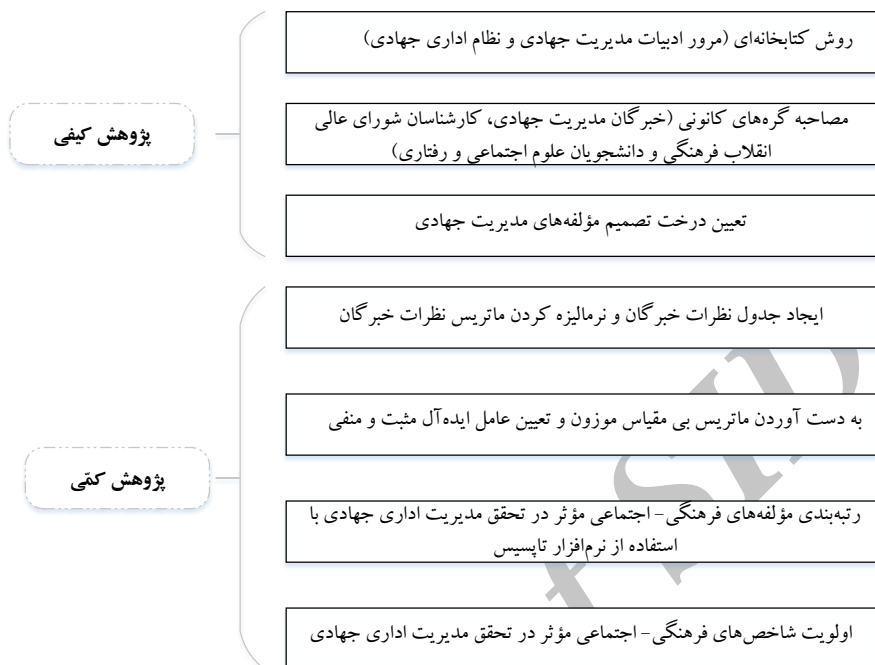 روش کتابخانه‌ای (مرور ادبیات مدیریت جهادی و نظام اداری جهادی)
مصاحبه گره‌های کانونی (خبرگان مدیریت جهادی، کارشناسان شورای عالی
انقلاب فرهنگی و دانشجویان علوم اجتماعی و رفتاری)
پژوهش کیفی
تعیین درخت تصمیم مؤلفه‌های مدیریت جهادی
ایجاد جدول نظرات خبرگان و نرمالیزه کردن ماتریس نظرات خبرگان
به دست آوردن ماتریس بی مقیاس موزون و تعیین عامل ایده‌آل مثبت و منفی
پژوهش کمّی
رتبه‌بندی مؤلفه‌های فرهنگی- اجتماعی مؤثر در تحقق مدیریت اداری جهادی با
استفاده از نرم‌افزار تاپسیس
اولویت شاخص‌های فرهنگی- اجتماعی مؤثر در تحقق مدیریت اداری جهادی